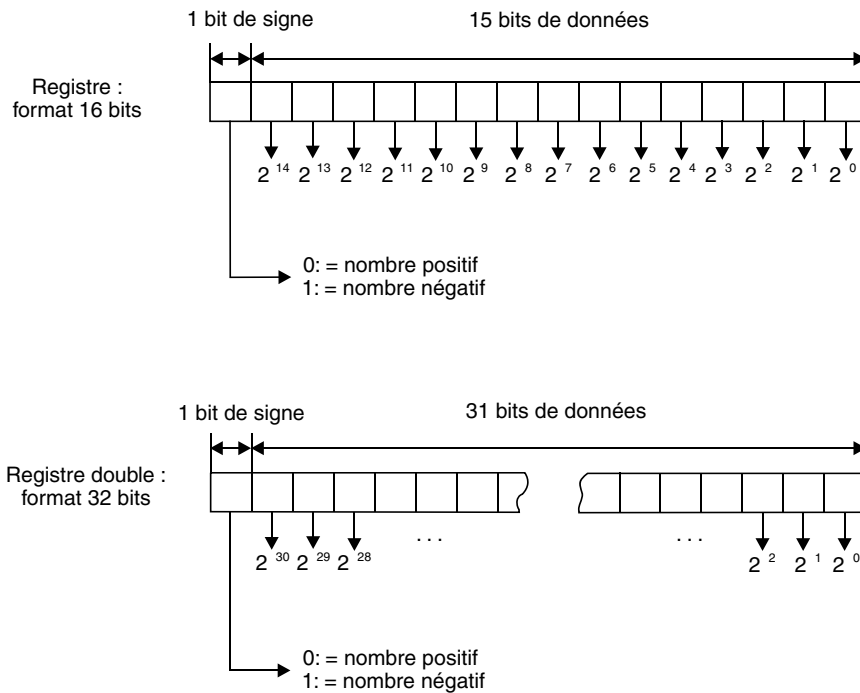 1 bit de signe 15 bits de données
Registre :
format 16 bits
2^14 2^13 2^12 2^11 2^10 2^9 2^8 2^7 2^6 2^5 2^4 2^3 2^2 2^1 2^0
0: = nombre positif
1: = nombre négatif
1 bit de signe 31 bits de données
Registre double :
format 32 bits
... ...
2^30 2^29 2^28 2^2 2^1 2^0
0: = nombre positif
1: = nombre négatif